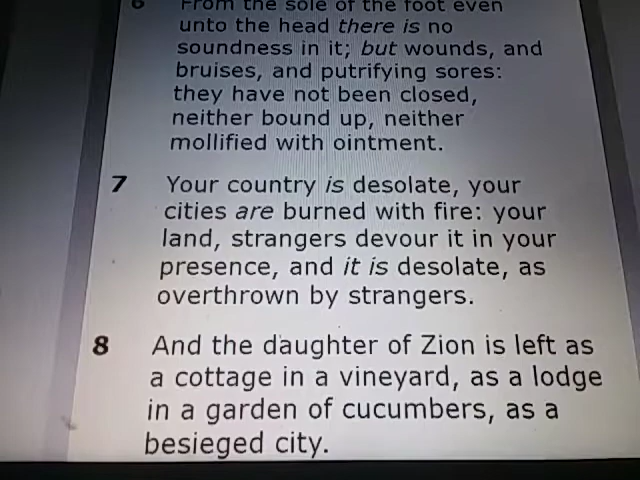 6 From the sole of the foot even
unto the head there is no
soundness in it; but wounds, and
bruises, and putrifying sores:
they have not been closed,
neither bound up, neither
mollified with ointment.
7 Your country is desolate, your
cities are burned with fire: your
land, strangers devour it in your
presence, and it is desolate, as
overthrown by strangers.
8 And the daughter of Zion is left as
a cottage in a vineyard, as a lodge
in a garden of cucumbers, as a
besieged city.